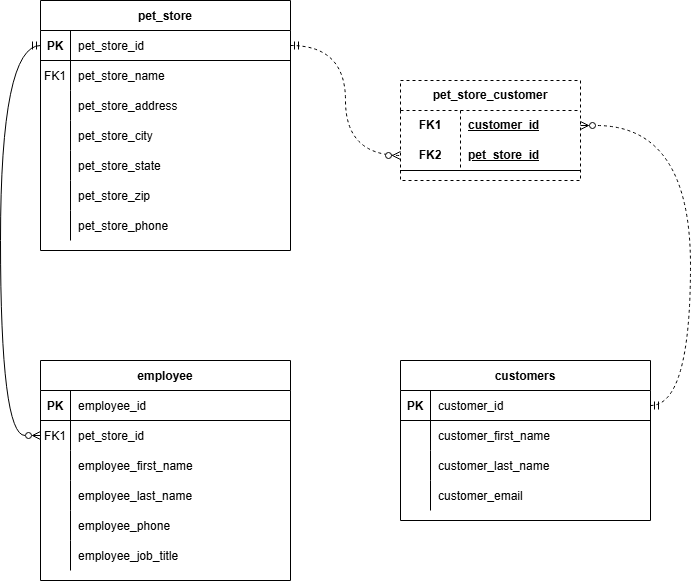 pet_store
PK pet_store_id
FK1 pet_store_name
pet_store_address
pet_store_city
pet_store_state
pet_store_zip
pet_store_phone
pet_store_customer
FK1 customer_id
FK2 pet_store_id
employee
PK employee_id
FK1 pet_store_id
employee_first_name
employee_last_name
employee_phone
employee_job_title
customers
PK customer_id
customer_first_name
customer_last_name
customer_email